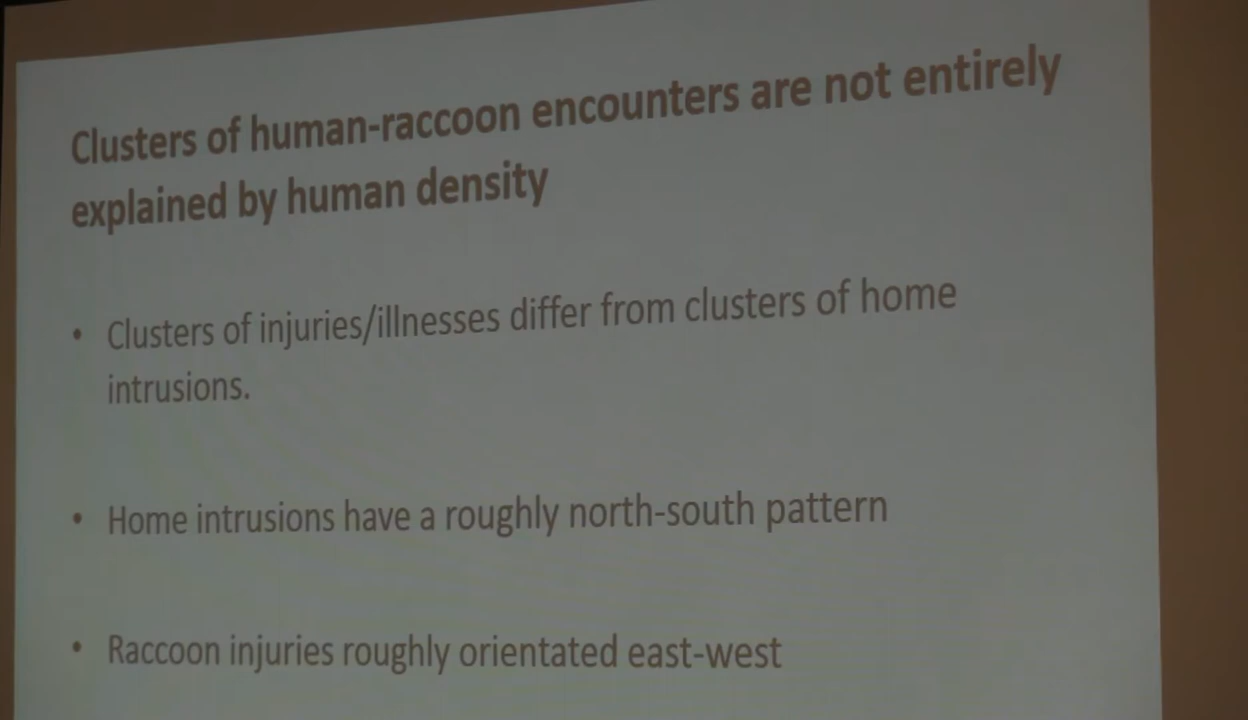 Clusters of human-raccoon encounters are not entirely
explained by human density
• Clusters of injuries/illnesses differ from clusters of home
intrusions.
• Home intrusions have a roughly north-south pattern
• Raccoon injuries roughly orientated east-west